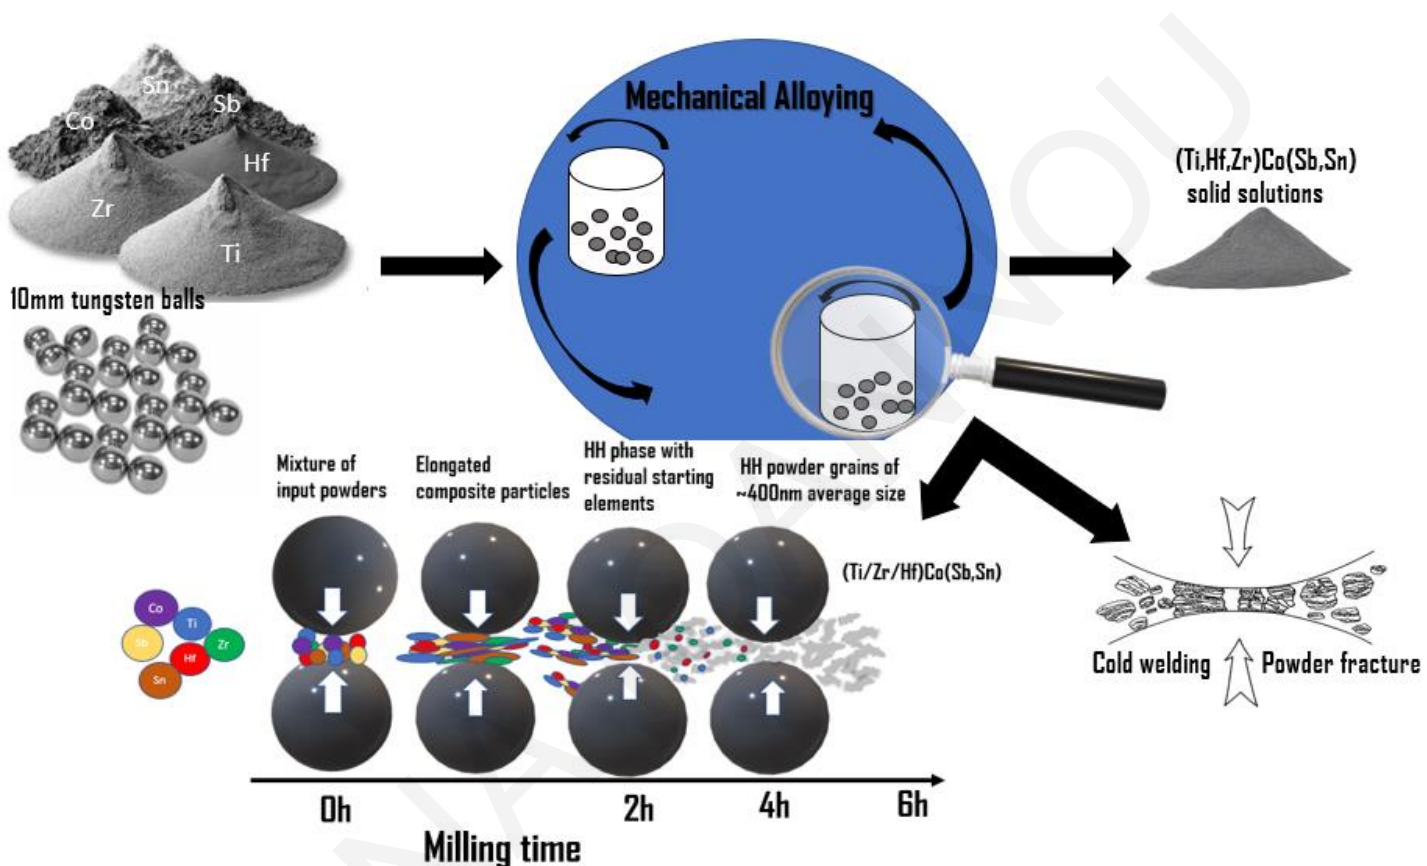 Sn
Sb
Co
Hf
Zr
Ti
10mm tungsten balls
Mechanical Alloying
(Ti,Hf,Zr)Co(Sb,Sn)
solid solutions
Mixture of
input powders
Elongated
composite particles
HH phase with
residual starting
elements
HH powder grains of
~400nm average size
(Ti/Zr/Hf)Co(Sb,Sn)
Co
Ti
Sb
Zr
Hf
Sn
Cold welding
Powder fracture
0h
2h
4h
6h
Milling time